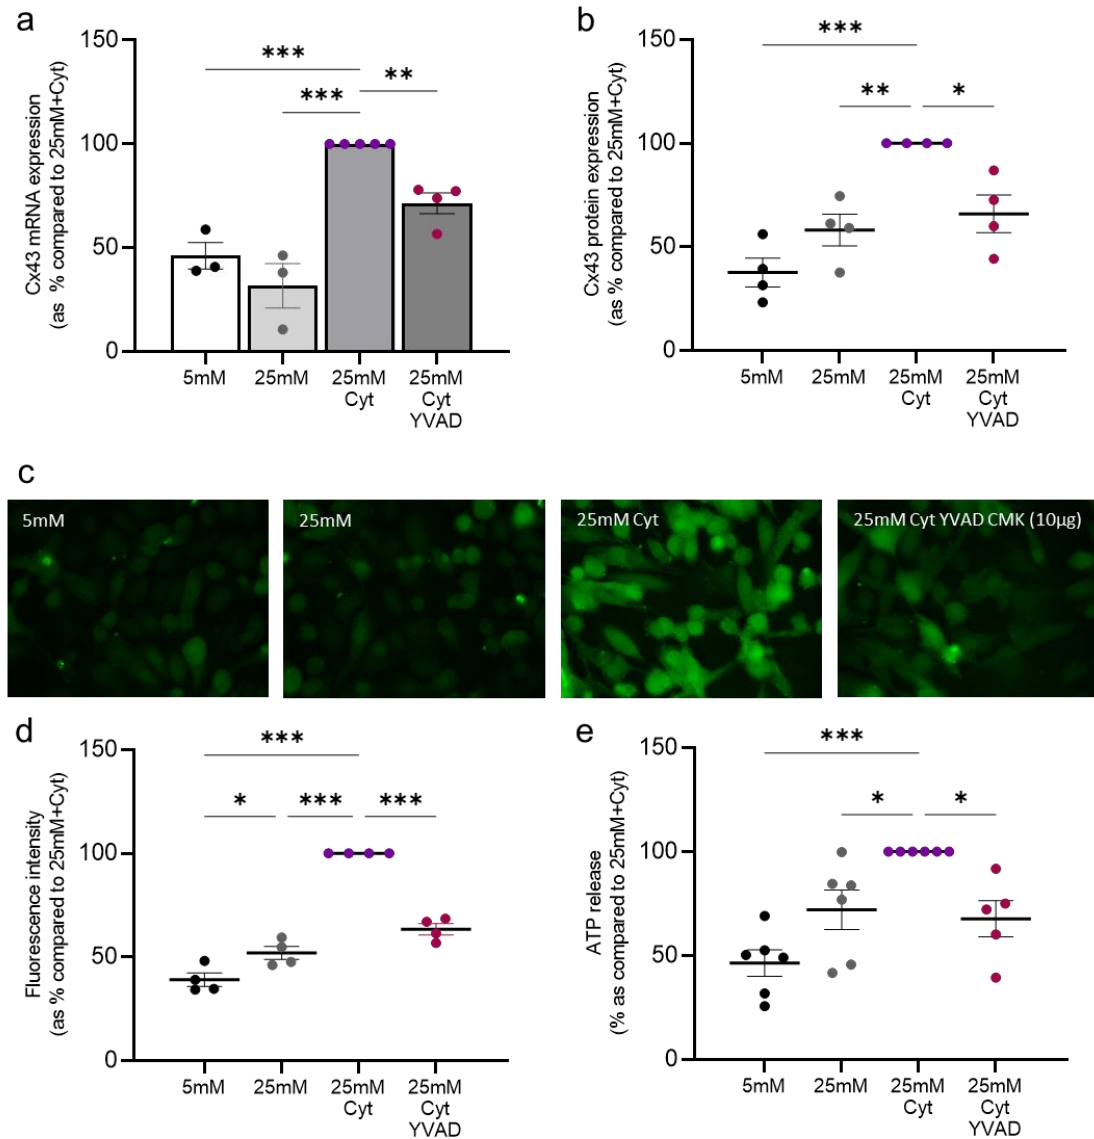 a
Cx43 mRNA expression
(as % compared to 25mM+Cyt)
150
100
50
0
***
***
**
5mM
25mM
25mM
Cyt
25mM
Cyt
YVAD
b
Cx43 protein expression
(as % compared to 25mM+Cyt)
150
100
50
0
***
**
*
5mM
25mM
25mM
Cyt
25mM
Cyt
YVAD
c
5mM
25mM
25mM Cyt
25mM Cyt YVAD CMK (10µg)
d
Fluorescence intensity
(as % compared to 25mM+Cyt)
150
100
50
0
***
*
***
***
5mM
25mM
25mM
Cyt
25mM
Cyt
YVAD
e
ATP release
(% as compared to 25mM+Cyt)
150
100
50
0
***
*
*
5mM
25mM
25mM
Cyt
25mM
Cyt
YVAD